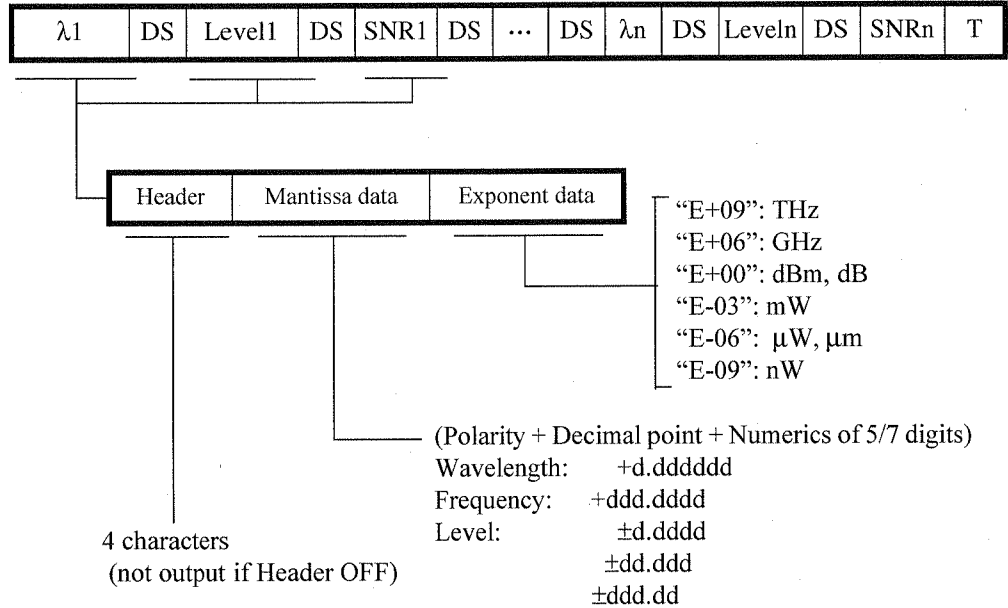 λ1 DS Level1 DS SNR1 DS ··· DS λn DS Leveln DS SNRn T
Header Mantissa data Exponent data
“E+09”: THz
“E+06”: GHz
“E+00”: dBm, dB
“E-03”: mW
“E-06”: μW, μm
“E-09”: nW
(Polarity + Decimal point + Numerics of 5/7 digits)
Wavelength: +d.dddddd
Frequency: +ddd.dddd
Level: ±d.dddd
±dd.ddd
±ddd.dd
4 characters
(not output if Header OFF)